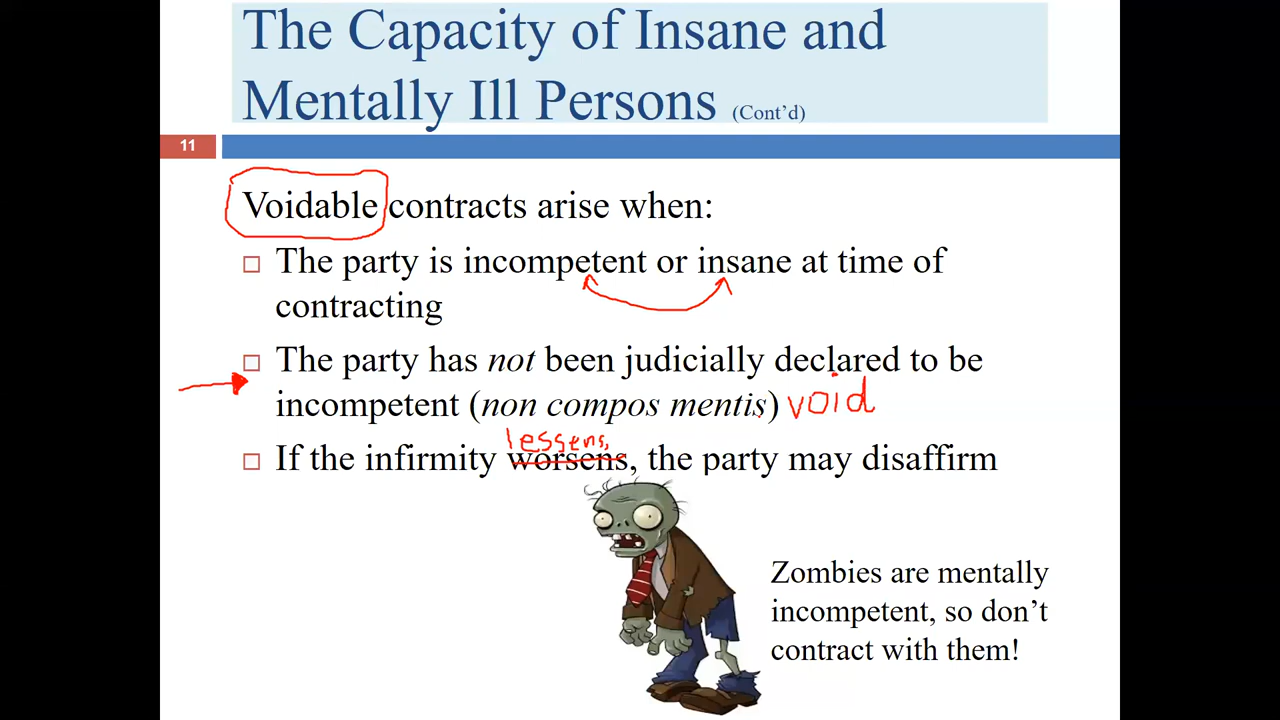 The Capacity of Insane and
Mentally Ill Persons (Cont’d)
11
Voidable contracts arise when:
The party is incompetent or insane at time of
contracting
The party has not been judicially declared to be
incompetent (non compos mentis) void
lessens,
If the infirmity worsens, the party may disaffirm
Zombies are mentally
incompetent, so don’t
contract with them!